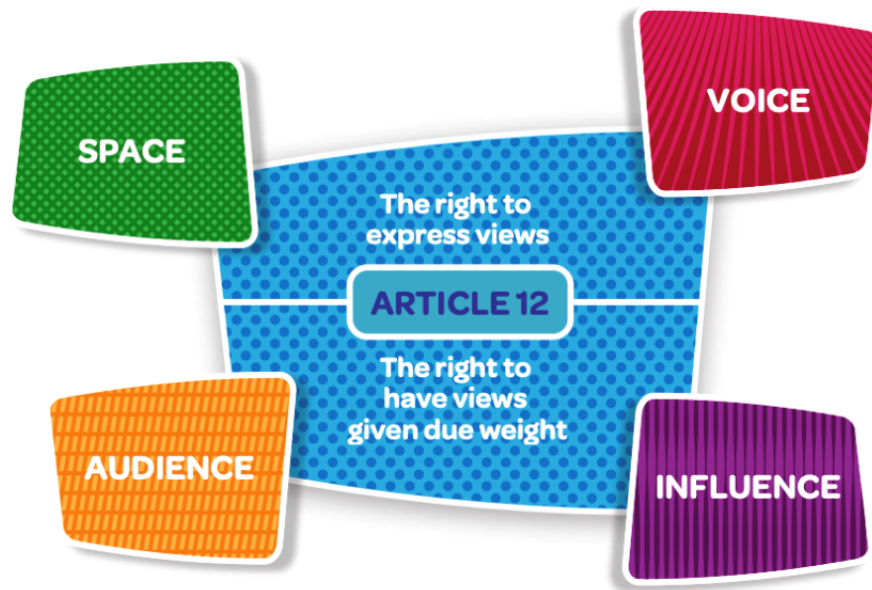 SPACE
VOICE
The right to
express views
ARTICLE 12
The right to
have views
given due weight
AUDIENCE
INFLUENCE